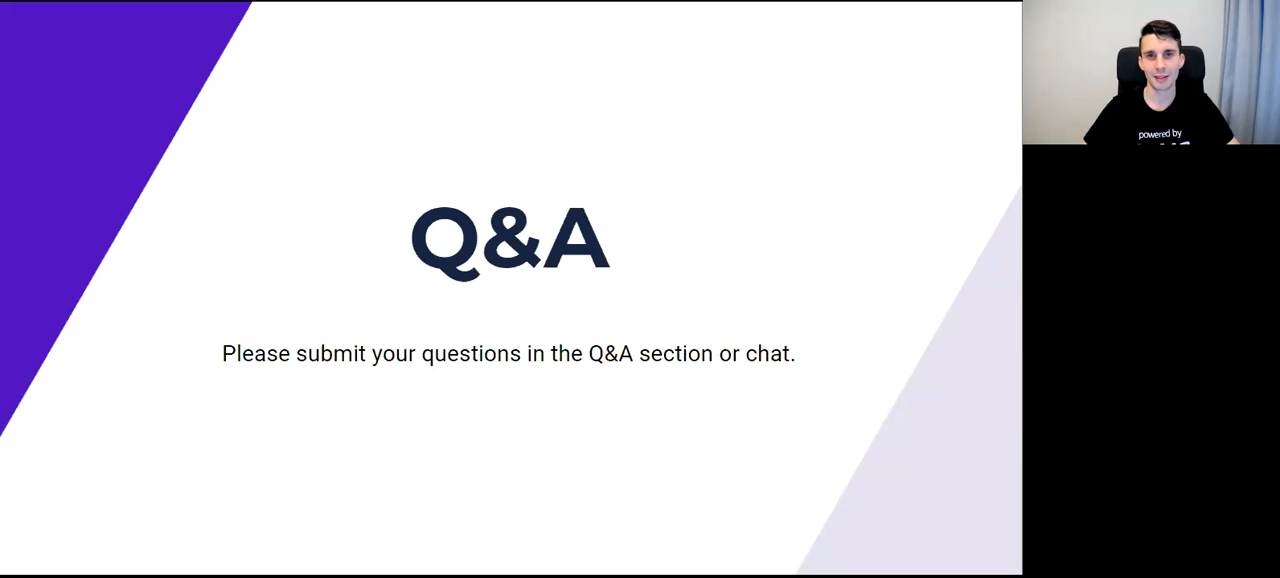 Q&A
Please submit your questions in the Q&A section or chat.
powered by